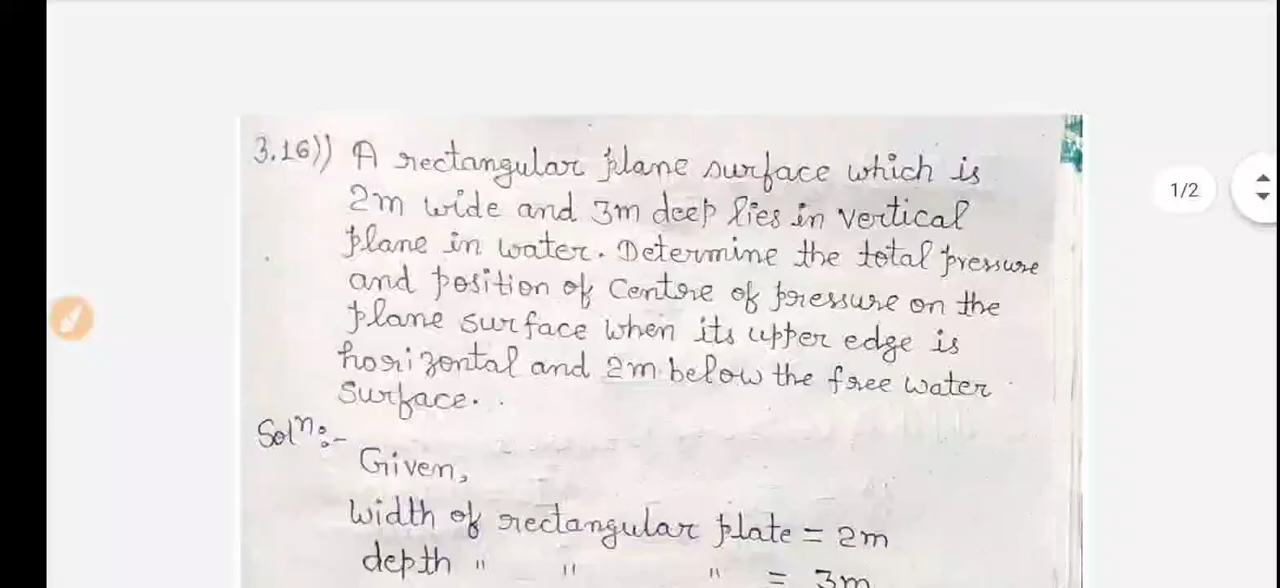 3.16)) A rectangular plane surface which is
2m wide and 3m deep lies in vertical
plane in water. Determine the total pressure
and position of Centre of pressure on the
plane surface when its upper edge is
horizontal and 2m below the free water
Surface.
Solⁿ:-
Given,
width of rectangular plate = 2m
depth " " " = 3m
1/2